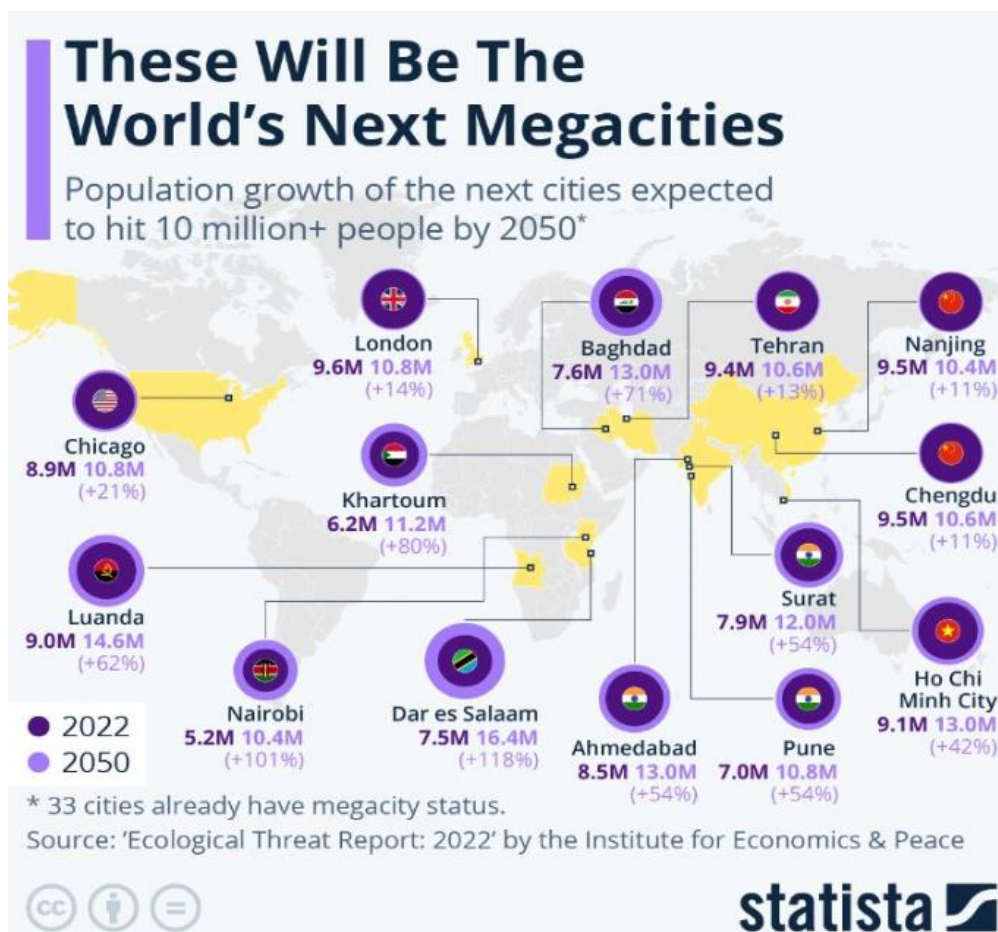 These Will Be The
World's Next Megacities
Population growth of the next cities expected
to hit 10 million+ people by 2050*
London
9.6M 10.8M
(+14%)
Baghdad
7.6M 13.0M
(+71%)
Tehran
9.4M 10.6M
(+13%)
Nanjing
9.5M 10.4M
(+11%)
Chicago
8.9M 10.8M
(+21%)
Khartoum
6.2M 11.2M
(+80%)
Chengdu
9.5M 10.6M
(+11%)
Luanda
9.0M 14.6M
(+62%)
Surat
7.9M 12.0M
(+54%)
Nairobi
5.2M 10.4M
(+101%)
Dar es Salaam
7.5M 16.4M
(+118%)
Ahmedabad
8.5M 13.0M
(+54%)
Pune
7.0M 10.8M
(+54%)
Ho Chi
Minh City
9.1M 13.0M
(+42%)
2022
2050
* 33 cities already have megacity status.
Source: 'Ecological Threat Report: 2022' by the Institute for Economics & Peace
cc
statista